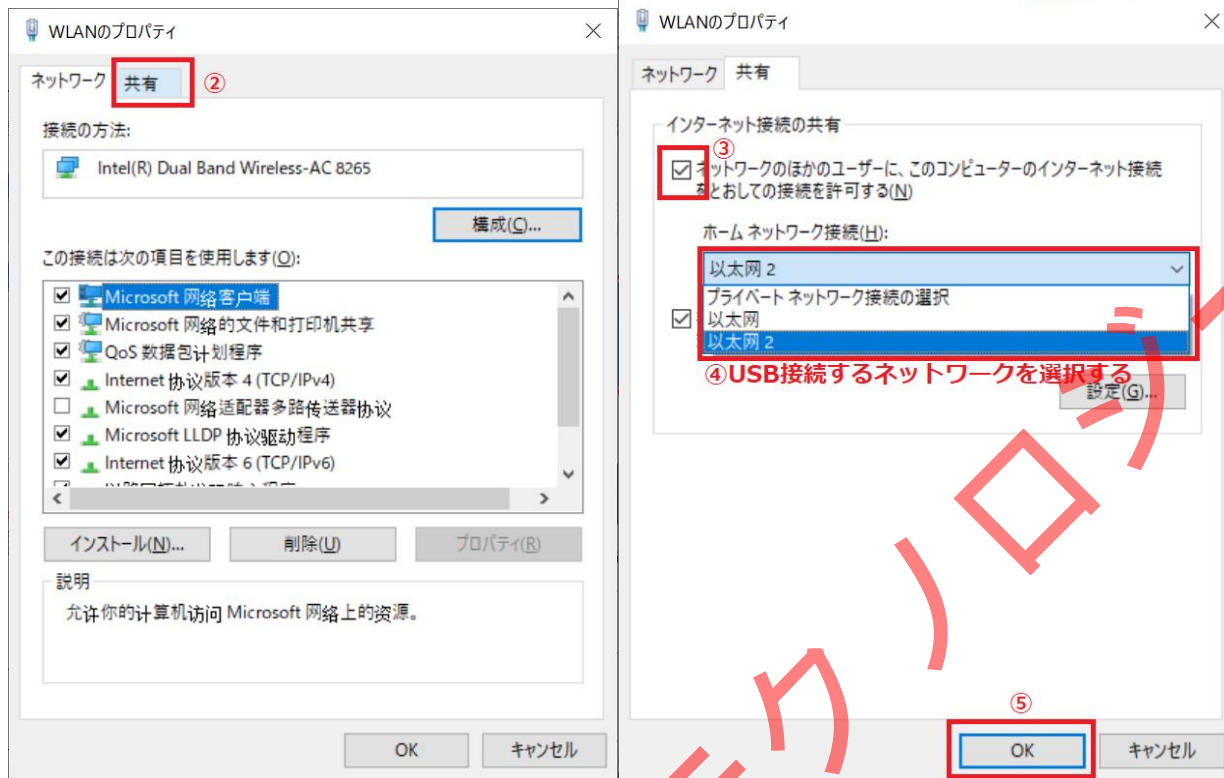 WLANのプロパティ
ネットワーク
共有
②
接続の方法:
Intel(R) Dual Band Wireless-AC 8265
構成(C)...
この接続は次の項目を使用します(O):
Microsoft 网络客户端
Microsoft 网络的文件和打印机共享
QoS 数据包计划程序
Internet 协议版本 4 (TCP/IPv4)
Microsoft 网络适配器多路传送器协议
Microsoft LLDP 协议驱动程序
Internet 协议版本 6 (TCP/IPv6)
インストール(N)...
削除(U)
プロパティ(R)
説明
允许你的计算机访问 Microsoft 网络上的资源。
OK
キャンセル
WLANのプロパティ
ネットワーク
共有
インターネット接続の共有
③
ネットワークのほかのユーザーに、このコンピューターのインターネット接続
をとおしての接続を許可する(N)
ホーム ネットワーク接続(H):
以太网 2
プライベート ネットワーク接続の選択
以太网
以太网 2
④USB接続するネットワークを選択する
設定(G)...
⑤
OK
キャンセル
クノロジ